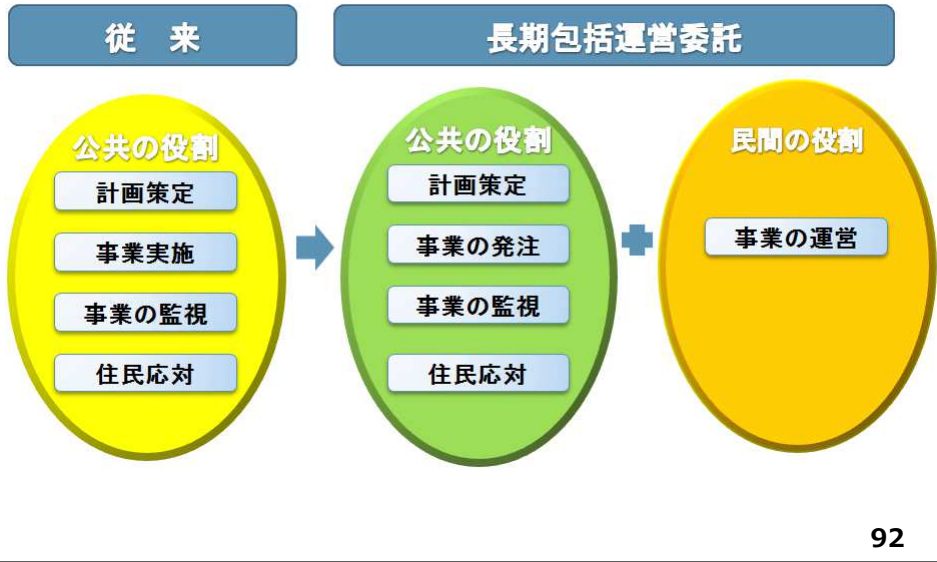 従　来
長期包括運営委託
公共の役割
計画策定
事業実施
事業の監視
住民応対
公共の役割
計画策定
事業の発注
事業の監視
住民応対
民間の役割
事業の運営
92